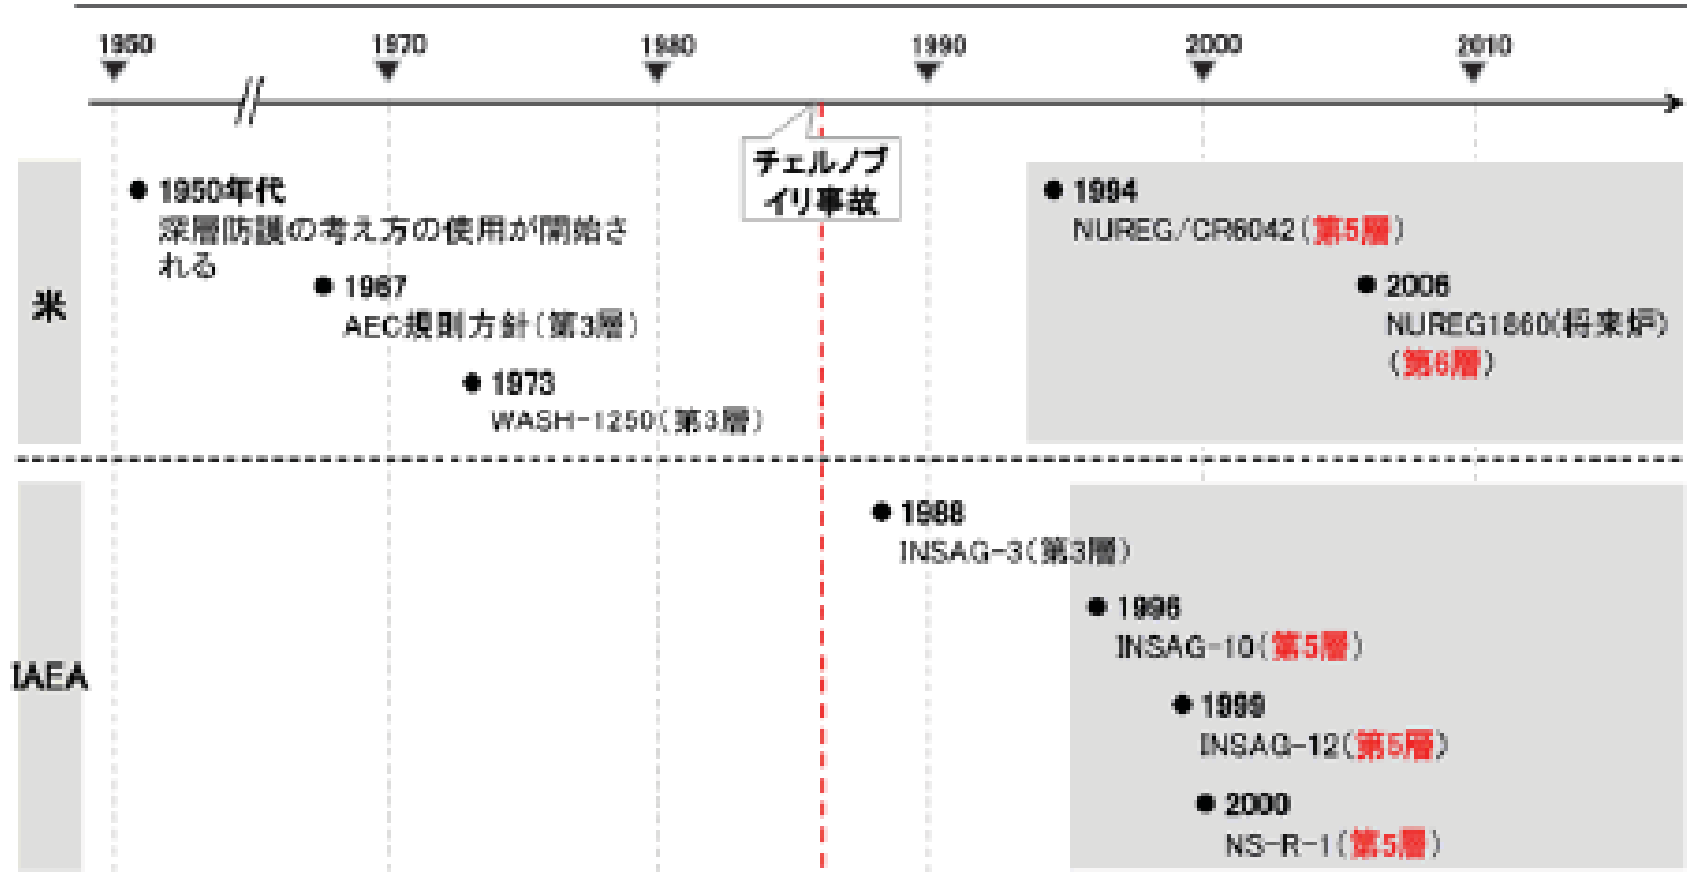 1950
1970
1980
1990
2000
2010
チェルノブ
イリ事故
米
1950年代
深層防護の考え方の使用が開始さ
れる
1967
AEC規則方針(第3層)
1973
WASH-1250(第3層)
1994
NUREG/CR6042(第5層)
2006
NUREG1860(将来炉)
(第6層)
IAEA
1988
INSAG-3(第3層)
1996
INSAG-10(第5層)
1999
INSAG-12(第5層)
2000
NS-R-1(第5層)